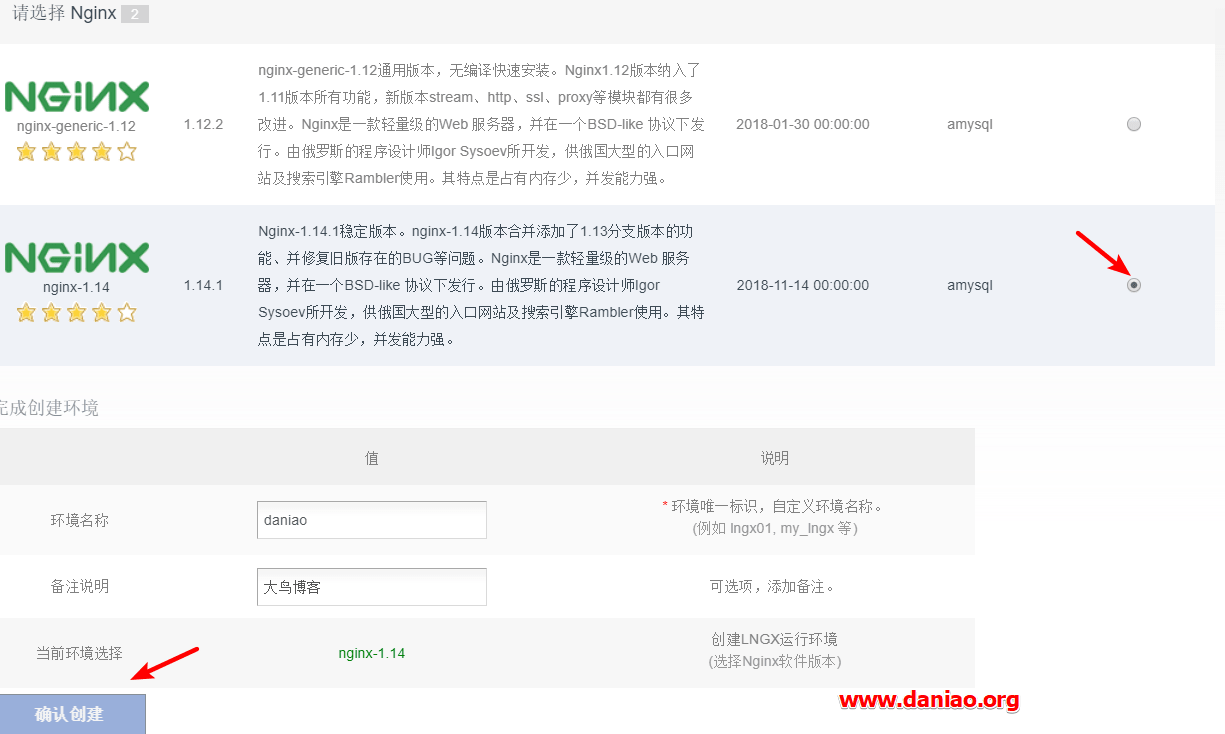 请选择 Nginx 2
NGINX
nginx-generic-1.12
1.12.2
nginx-generic-1.12通用版本，无编译快速安装。Nginx1.12版本纳入了
1.11版本所有功能，新版本stream、http、ssl、proxy等模块都有很多
改进。Nginx是一款轻量级的Web 服务器，并在一个BSD-like 协议下发
行。由俄罗斯的程序设计师Igor Sysoev所开发，供俄国大型的入口网
站及搜索引擎Rambler使用。其特点是占有内存少，并发能力强。
2018-01-30 00:00:00
amysql
NGINX
nginx-1.14
1.14.1
Nginx-1.14.1稳定版本。nginx-1.14版本合并添加了1.13分支版本的功
能、并修复旧版存在的BUG等问题。Nginx是一款轻量级的Web 服务
器，并在一个BSD-like 协议下发行。由俄罗斯的程序设计师Igor
Sysoev所开发，供俄国大型的入口网站及搜索引擎Rambler使用。其特
点是占有内存少，并发能力强。
2018-11-14 00:00:00
amysql
完成创建环境
值
说明
环境名称
daniao
* 环境唯一标识，自定义环境名称。
(例如 lngx01, my_lngx 等)
备注说明
大鸟博客
可选项，添加备注。
当前环境选择
nginx-1.14
创建LNGX运行环境
(选择Nginx软件版本)
确认创建
www.daniao.org